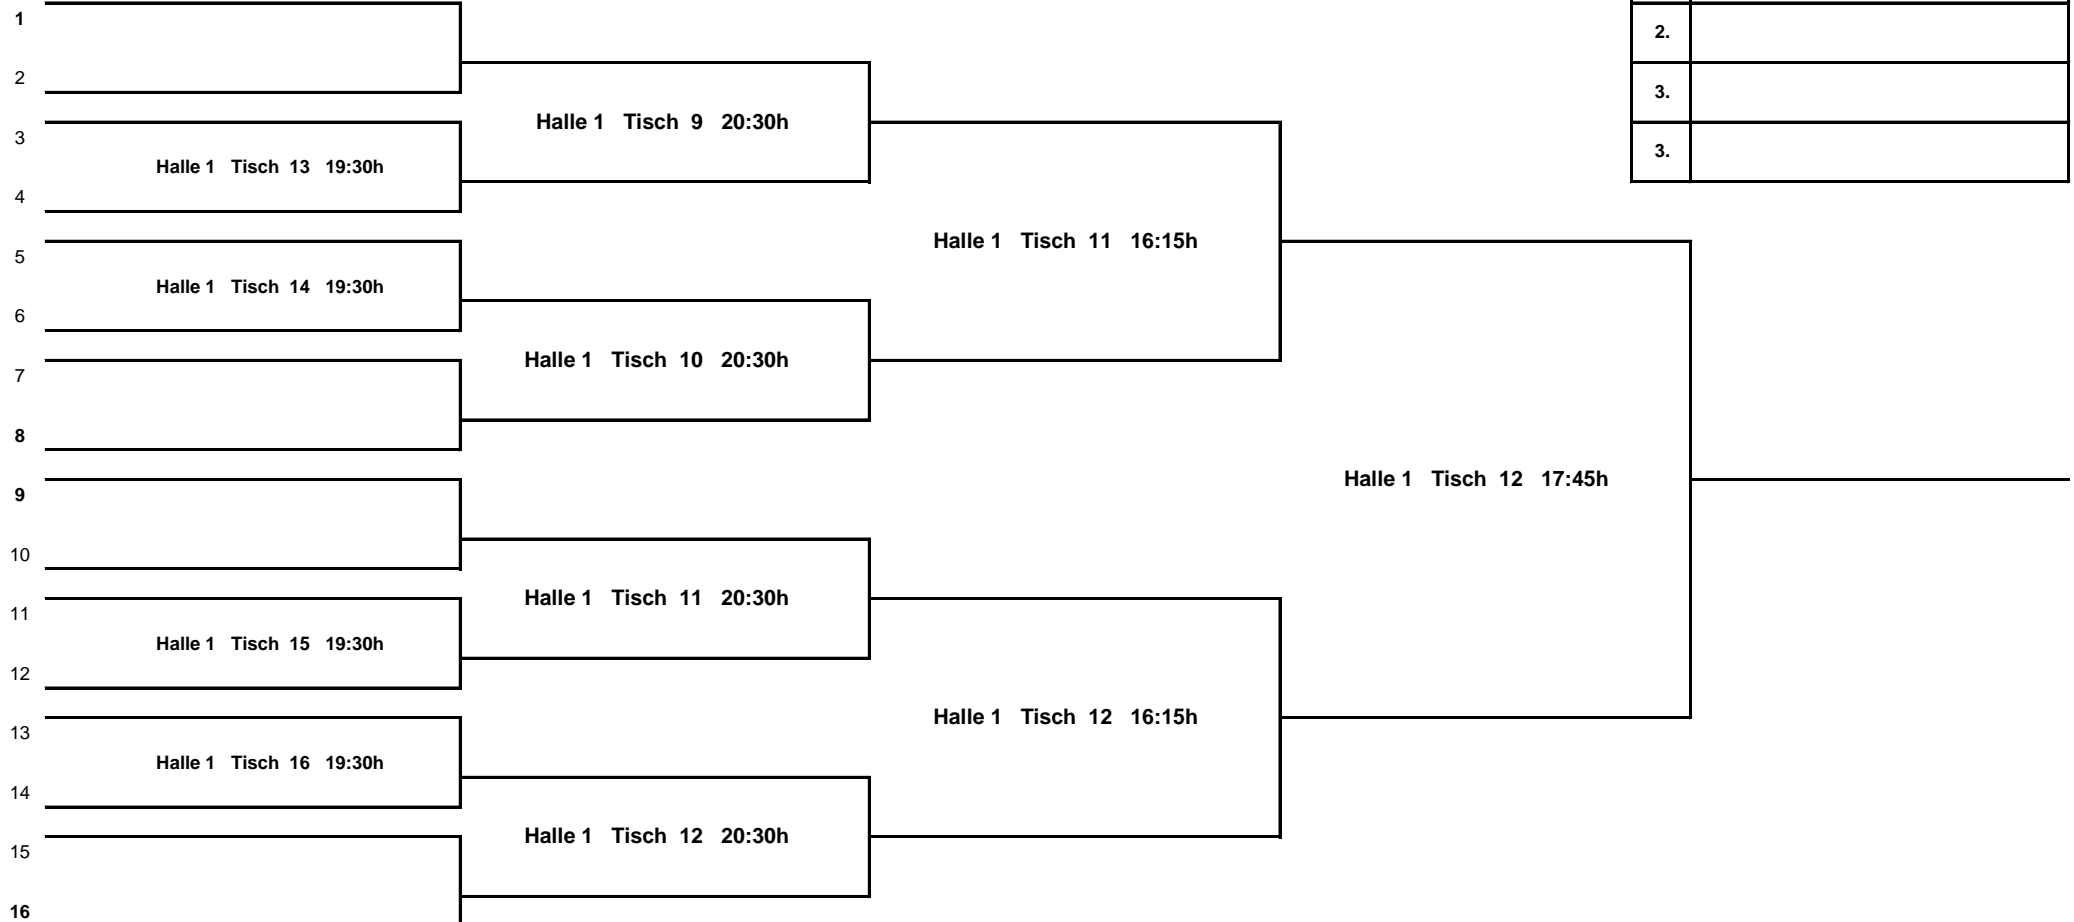 1
2.
2
3.
3
Halle 1 Tisch 9 20:30h
3.
Halle 1 Tisch 13 19:30h
4
5
Halle 1 Tisch 11 16:15h
Halle 1 Tisch 14 19:30h
6
Halle 1 Tisch 10 20:30h
7
8
9
Halle 1 Tisch 12 17:45h
10
Halle 1 Tisch 11 20:30h
11
Halle 1 Tisch 15 19:30h
12
13
Halle 1 Tisch 12 16:15h
Halle 1 Tisch 16 19:30h
14
Halle 1 Tisch 12 20:30h
15
16